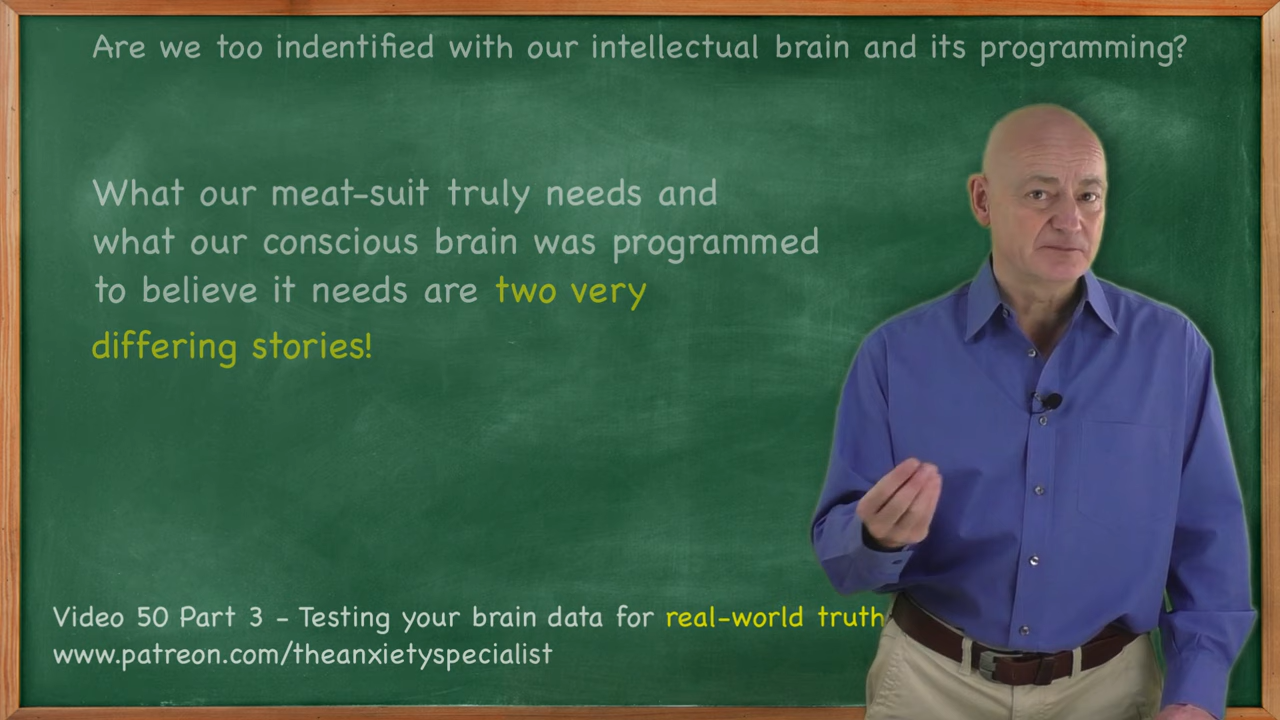 Are we too indentified with our intellectual brain and its programming?
What our meat-suit truly needs and
what our conscious brain was programmed
to believe it needs are two very
differing stories!
Video 50 Part 3 - Testing your brain data for real-world truth
www.patreon.com/theanxietyspecialist